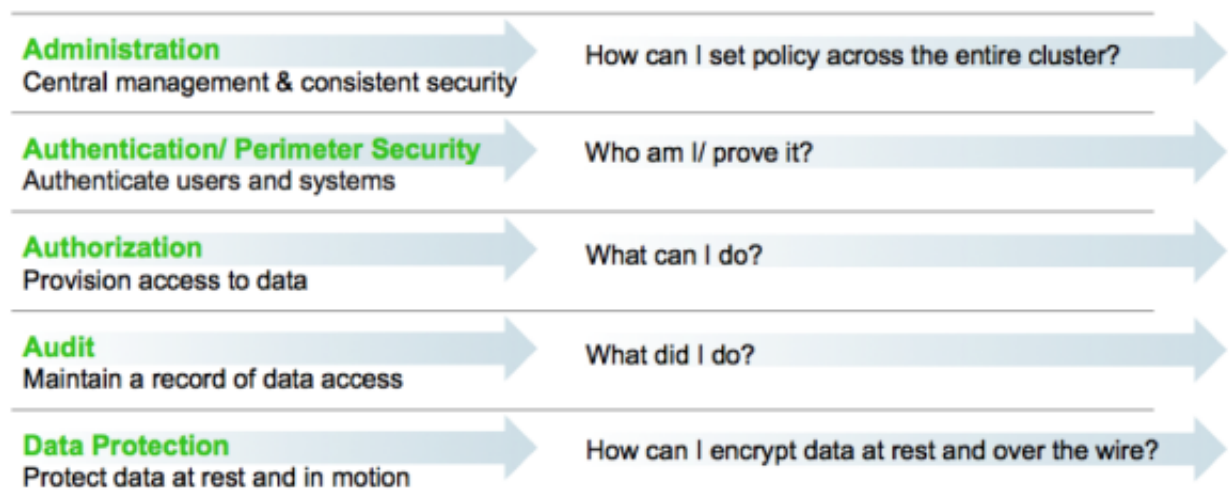 Administration
Central management & consistent security
How can I set policy across the entire cluster?
Authentication/ Perimeter Security
Authenticate users and systems
Who am I/ prove it?
Authorization
Provision access to data
What can I do?
Audit
Maintain a record of data access
What did I do?
Data Protection
Protect data at rest and in motion
How can I encrypt data at rest and over the wire?